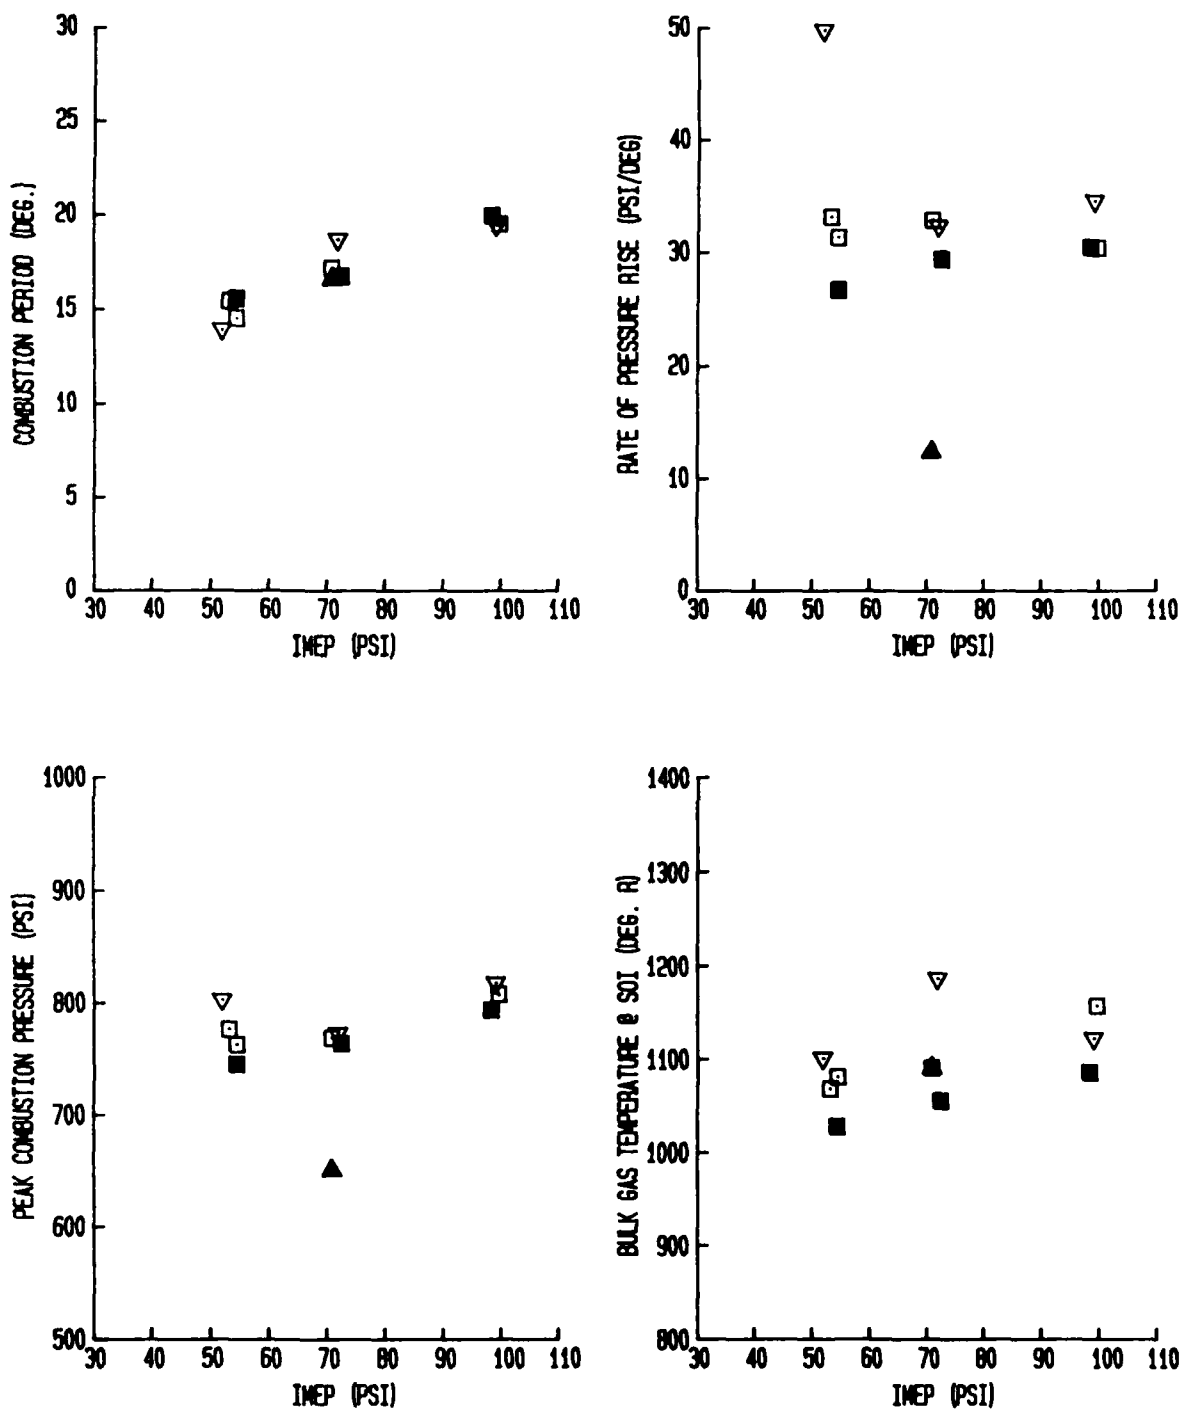 30
25
20
15
10
5
0
COMBUSTION PERIOD (DEG.)
30 40 50 60 70 80 90 100 110
IMEP (PSI)
50
40
30
20
10
0
RATE OF PRESSURE RISE (PSI/DEG)
30 40 50 60 70 80 90 100 110
IMEP (PSI)
1000
900
800
700
600
500
PEAK COMBUSTION PRESSURE (PSI)
30 40 50 60 70 80 90 100 110
IMEP (PSI)
1400
1300
1200
1100
1000
900
800
BULK GAS TEMPERATURE @ SOI (DEG. R)
30 40 50 60 70 80 90 100 110
IMEP (PSI)